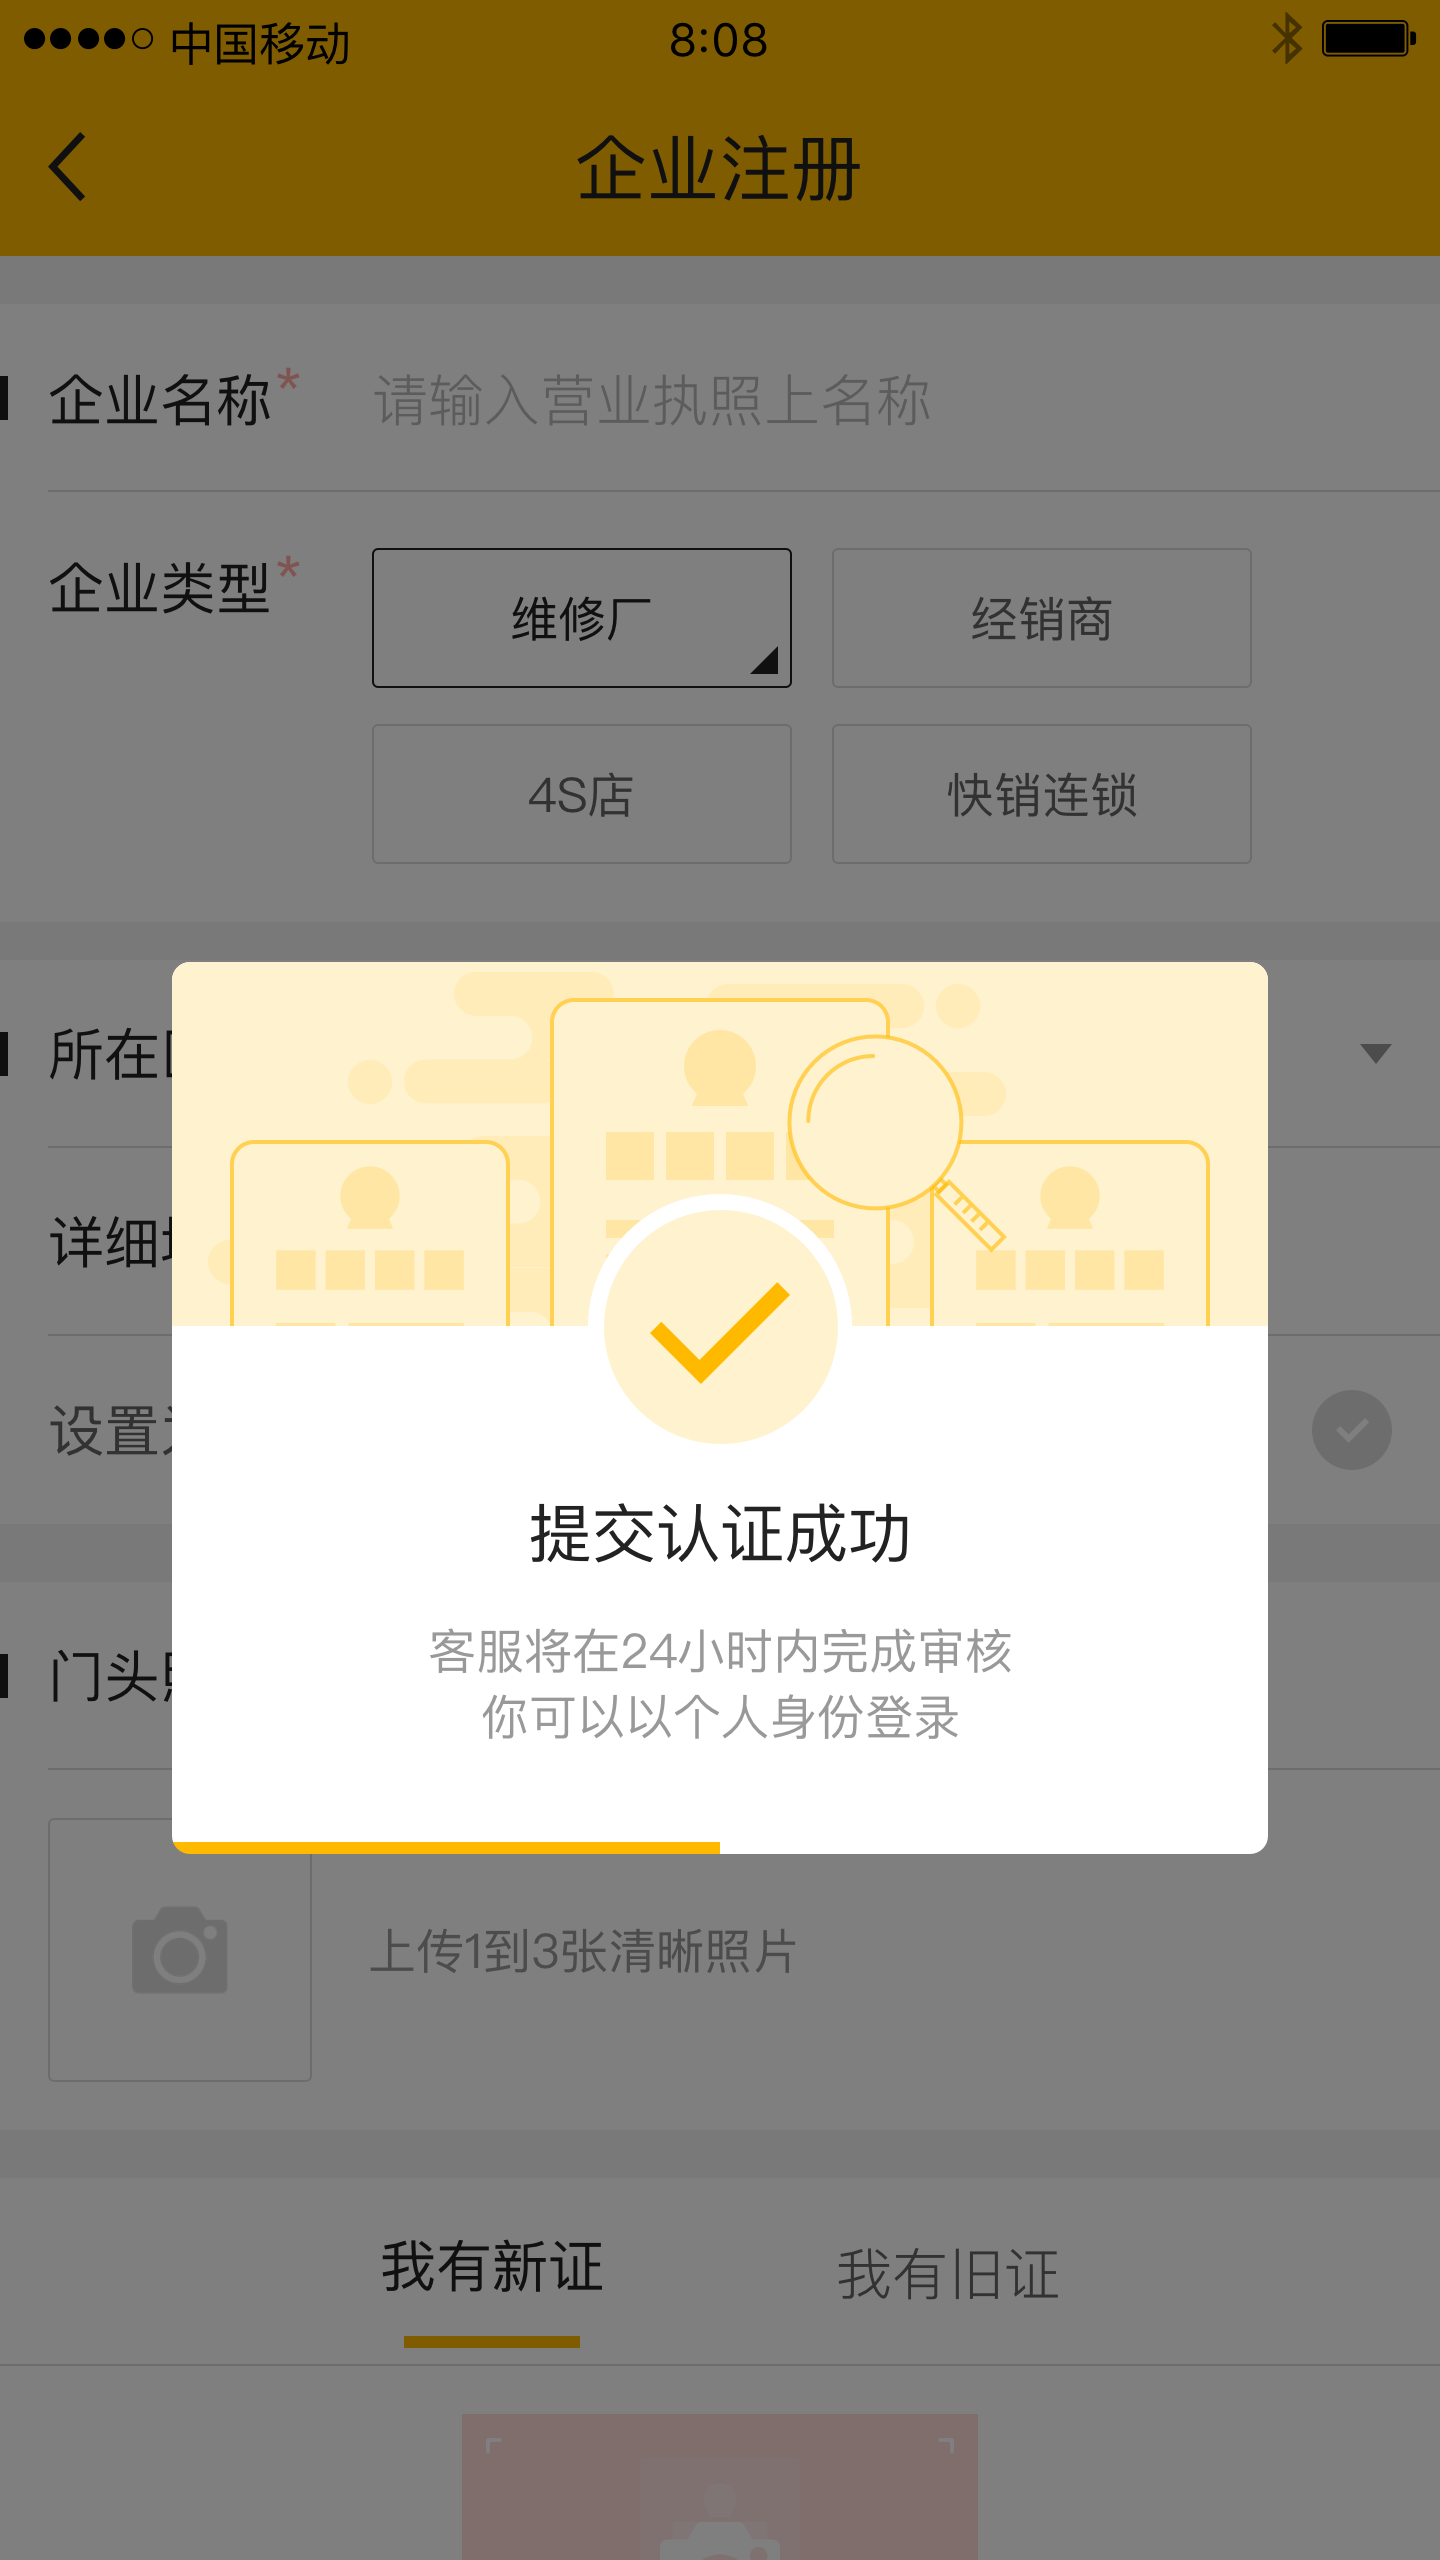 中国移动
8:08
企业注册
企业名称*
请输入营业执照上名称
企业类型*
维修厂
经销商
4S店
快销连锁
所在
详细
设置
提交认证成功
客服将在24小时内完成审核
你可以以个人身份登录
门头
上传1到3张清晰照片
我有新证
我有旧证